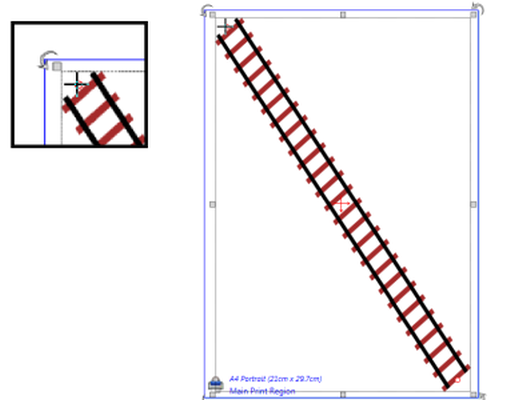 A4 Portrait (21cm x 29.7cm)
Main Print Region